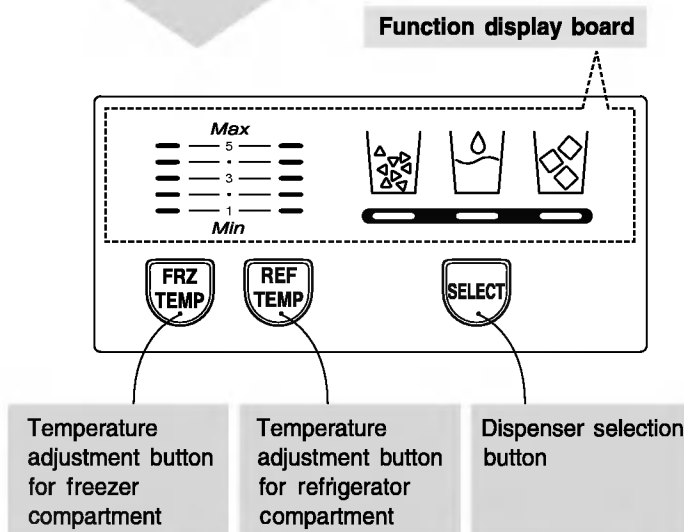 Function display board
Max
5
3
1
Min
FRZ
TEMP
REF
TEMP
SELECT
Temperature
adjustment button
for freezer
compartment
Temperature
adjustment button
for refrigerator
compartment
Dispenser selection
button